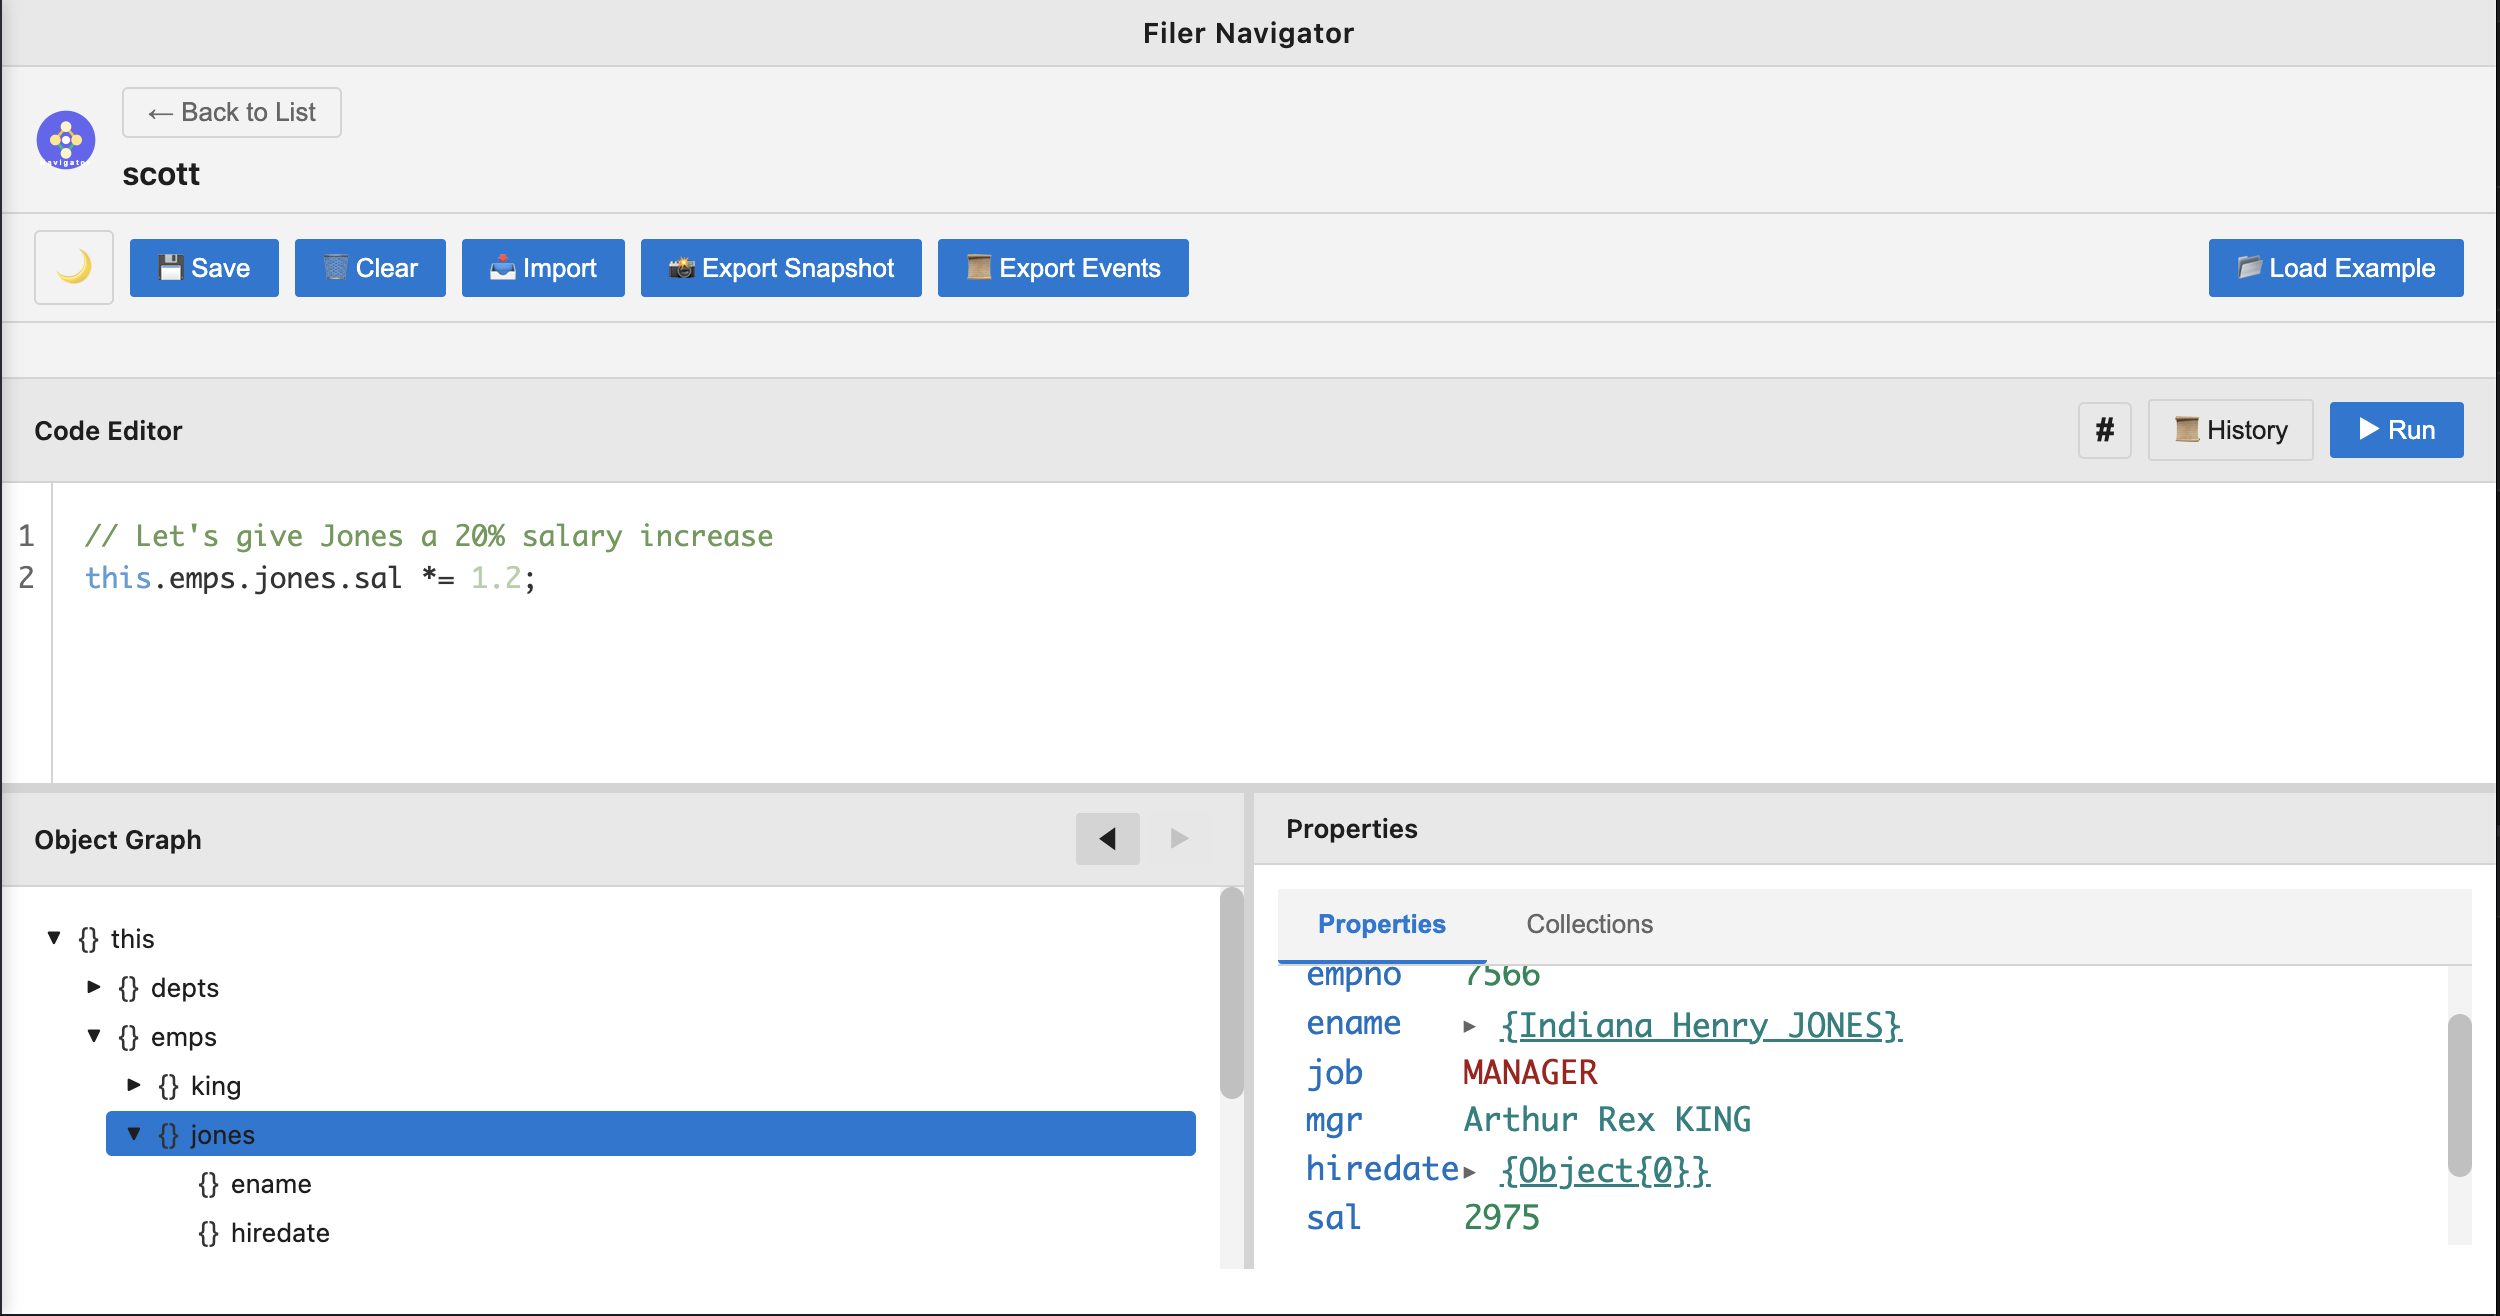 Filer Navigator
← Back to List
scott
Save
Clear
Import
Export Snapshot
Export Events
Load Example
Code Editor
#
History
Run
1 // Let's give Jones a 20% salary increase
2 this.emps.jones.sal *= 1.2;
Object Graph
{} this
{} depts
{} emps
{} king
{} jones
{} ename
{} hiredate
Properties
Properties Collections
empno 7566
ename {Indiana Henry JONES}
job MANAGER
mgr Arthur Rex KING
hiredate {Object{0}}
sal 2975